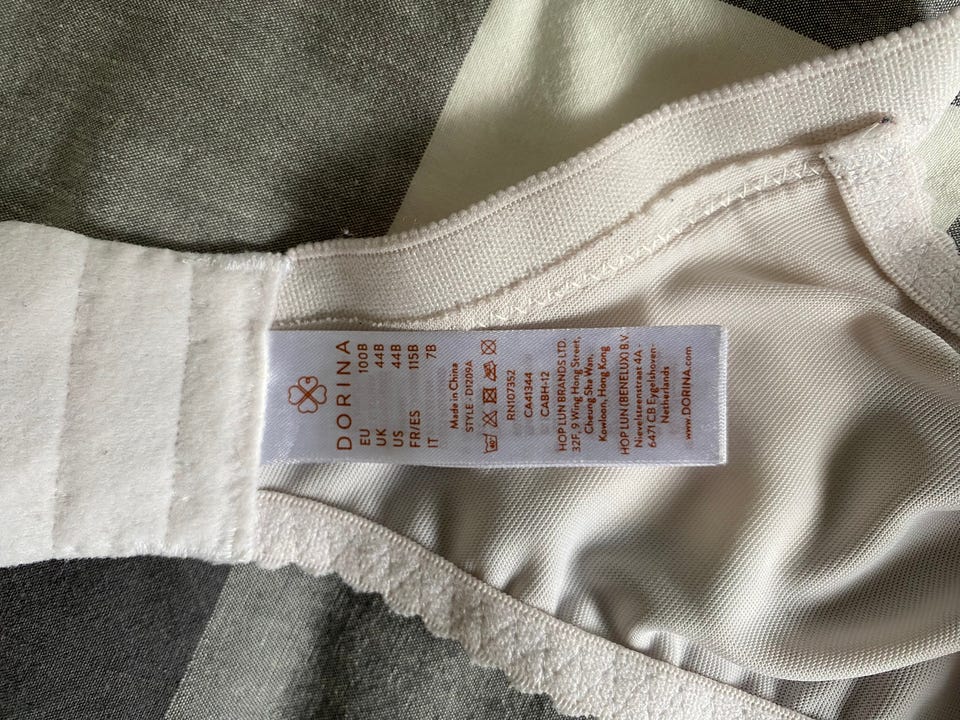 DORINA
EU 100B
UK 44B
US 44B
FR/ES 115B
IT 7B
Made in China
STYLE - D1209A
RN107352
CA41344
CABH-12
HOP LUN BRANDS LTD.
32F, 9 Wing Hong Street,
Cheung Sha Wan,
Kowloon, Hong Kong
HOP LUN (BENELUX) B.V.
Nievelsteenstraat 4A -
6471 CB Eygelshoven-
Netherlands
www.DORINA.com